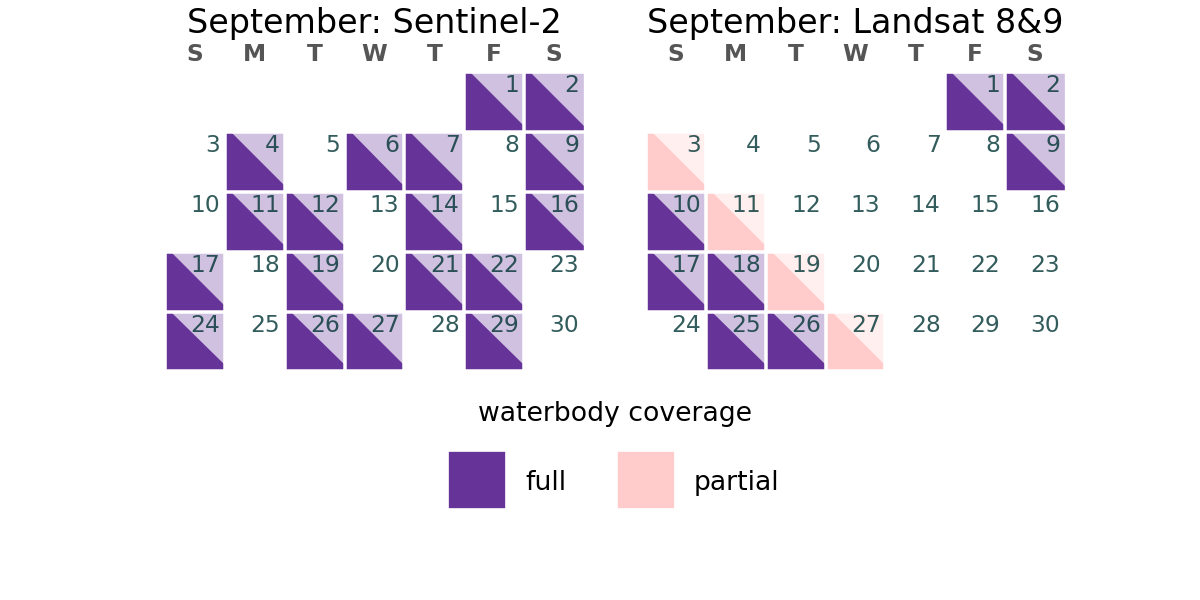 September: Sentinel-2
S M T W T F S
1 2
3 4 5 6 7 8 9
10 11 12 13 14 15 16
17 18 19 20 21 22 23
24 25 26 27 28 29 30
September: Landsat 8&9
S M T W T F S
1 2
3 4 5 6 7 8 9
10 11 12 13 14 15 16
17 18 19 20 21 22 23
24 25 26 27 28 29 30
waterbody coverage
full
partial